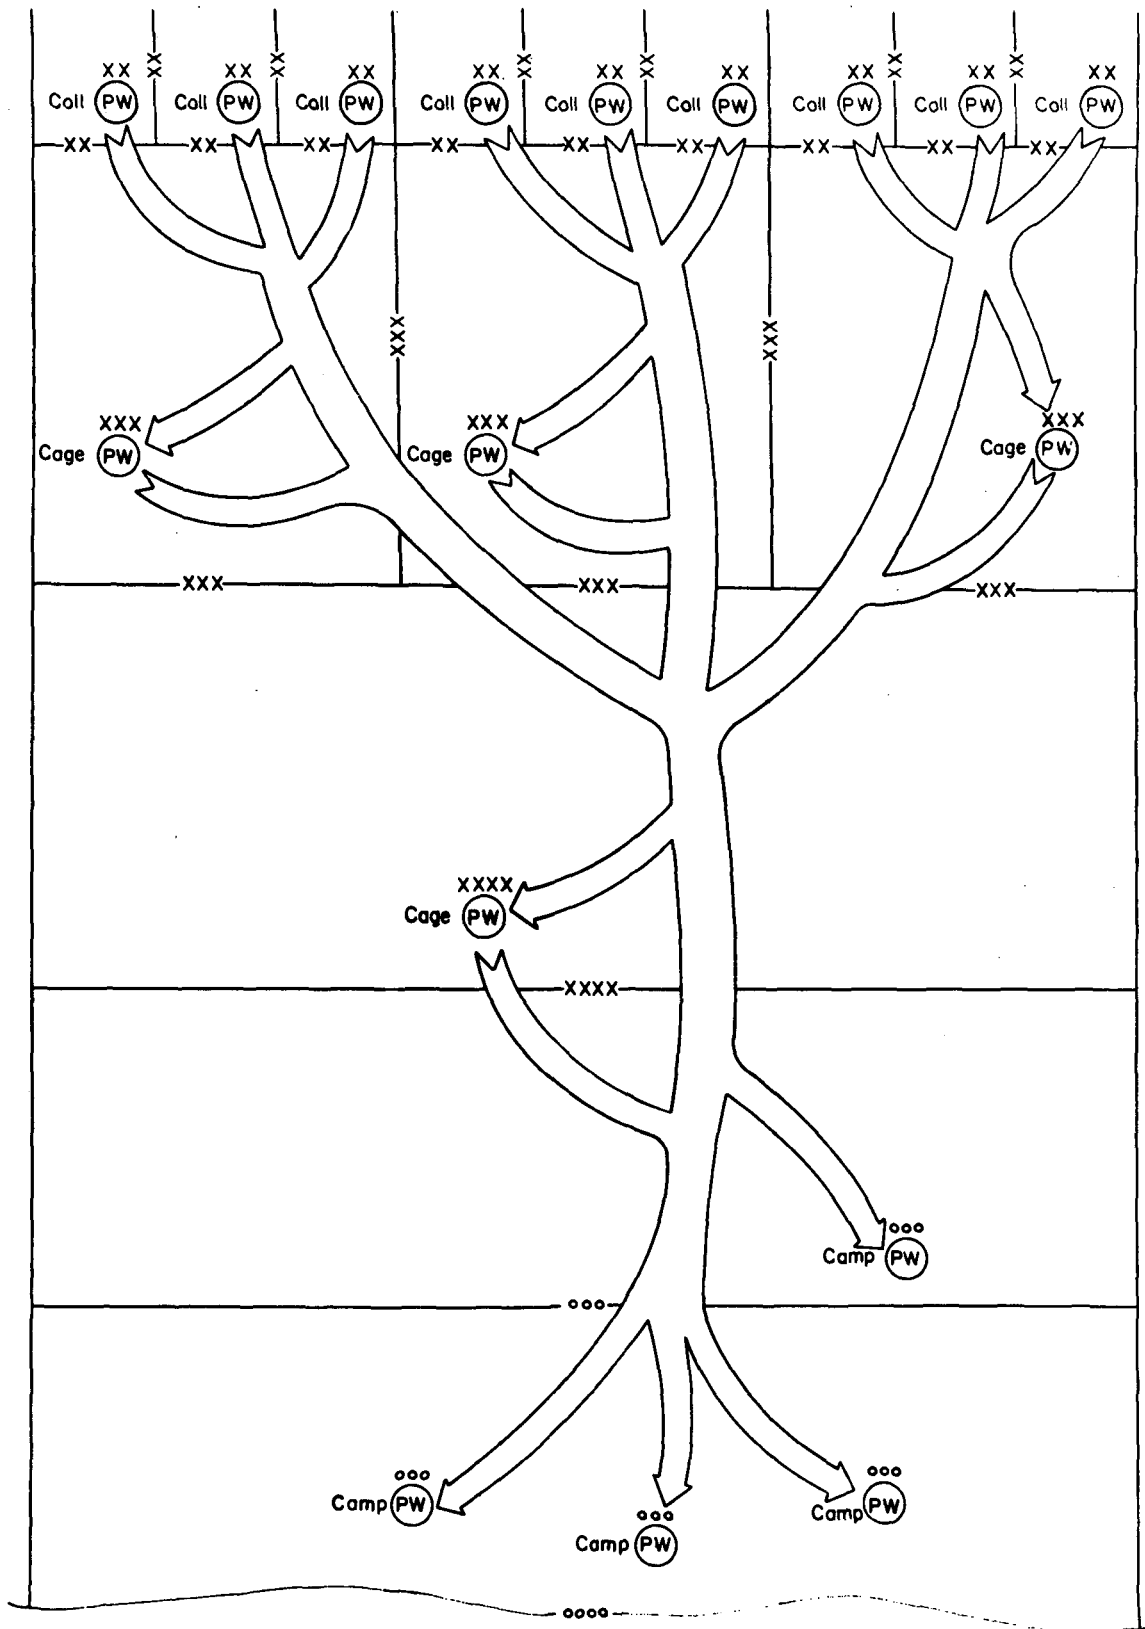 XX XX XX XX XX XX XX XX XX XX XX XX XX XX XX
Coll PW Coll PW Coll PW Coll PW Coll PW Coll PW Coll PW Coll PW Coll PW
XX XX XX XX XX XX XX XX XX
XXX XXX
XXX XXX XXX
Cage PW Cage PW Cage PW
XXX XXX XXX
XXXX
Cage PW
XXXX
ooo
Camp PW
ooo
ooo ooo
Camp PW Camp PW
ooo
Camp PW
oooo